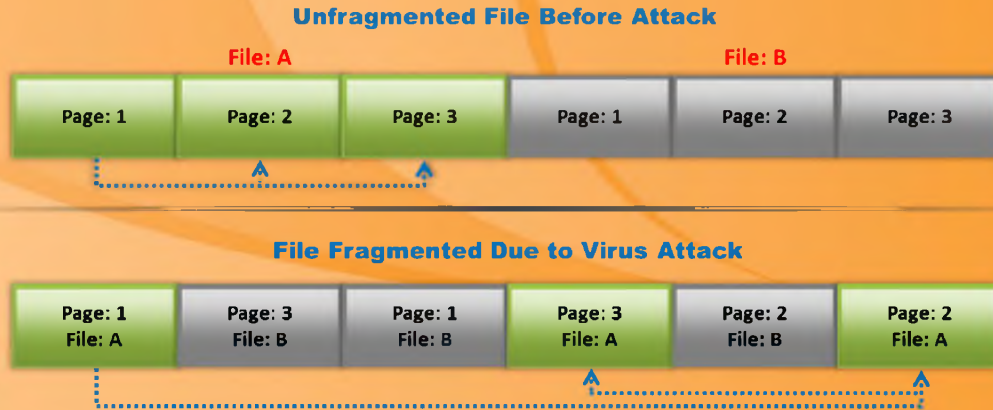 Unfragmented File Before Attack
File: A
File: B
Page: 1
Page: 2
Page: 3
Page: 1
Page: 2
Page: 3
File Fragmented Due to Virus Attack
Page: 1
File: A
Page: 3
File: B
Page: 1
File: B
Page: 3
File: A
Page: 2
File: B
Page: 2
File: A